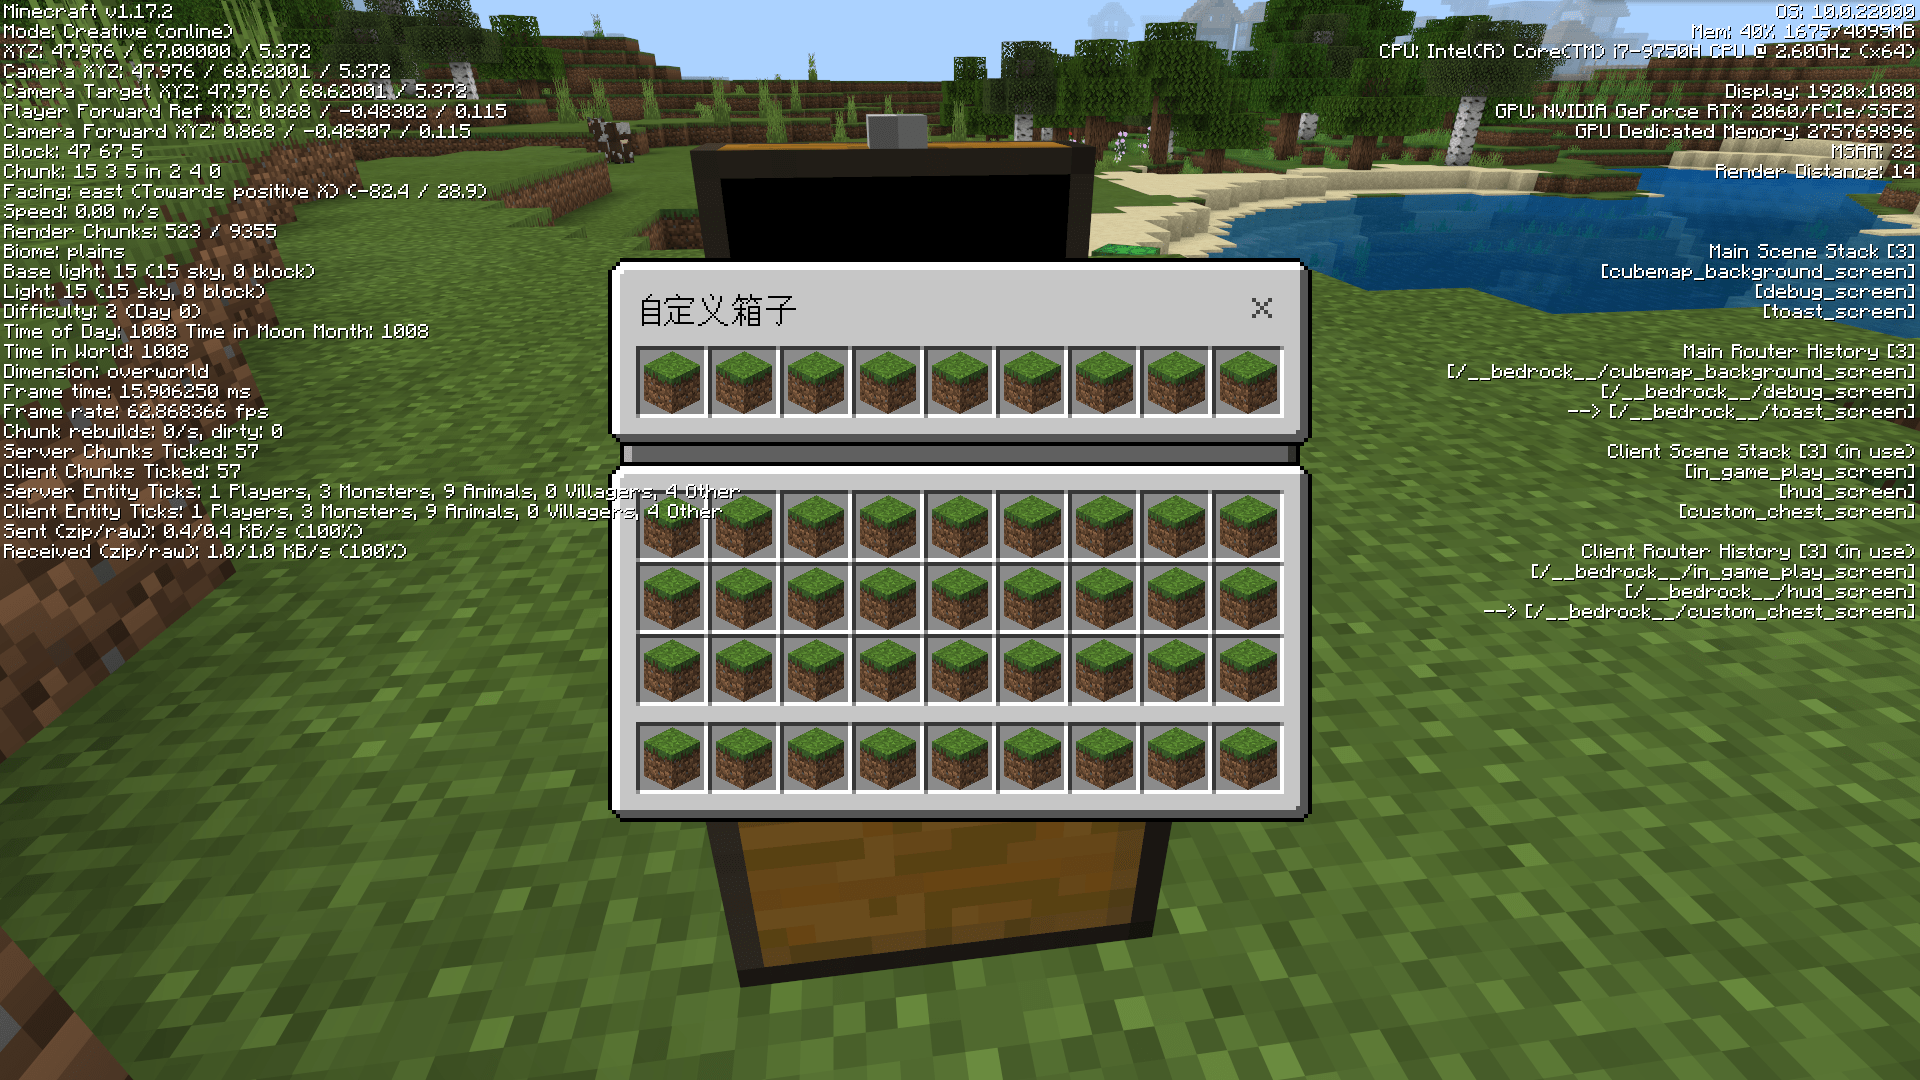 Minecraft v1.17.2
Mode: Creative (online)
XYZ: 47.976 / 67.00000 / 5.372
Camera XYZ: 47.976 / 68.62001 / 5.372
Camera Target XYZ: 47.976 / 68.62001 / 5.372
Player Forward Ref XYZ: 0.868 / -0.48302 / 0.115
Camera Forward XYZ: 0.868 / -0.48307 / 0.115
Block: 47 67 5
Chunk: 15 3 5 in 2 4 0
Facing: east (Towards positive X) (-82.4 / 28.9)
Speed: 0.00 m/s
Render Chunks: 523 / 9355
Biome: plains
Base light: 15 (15 sky, 0 block)
Light: 15 (15 sky, 0 block)
Difficulty: 2 (Day 0)
Time of Day: 1008 Time in Moon Month: 1008
Time in World: 1008
Dimension: overworld
Frame time: 15.906250 ms
Frame rate: 62.868366 fps
Chunk rebuilds: 0/s, dirty: 0
Server Chunks Ticked: 57
Client Chunks Ticked: 57
Server Entity Ticks: 1 Players, 3 Monsters, 9 Animals, 0 Villagers, 4 Other
Client Entity Ticks: 1 Players, 3 Monsters, 9 Animals, 0 Villagers, 4 Other
Sent (zip/raw): 0.4/0.4 KB/s (100%)
Received (zip/raw): 1.0/1.0 KB/s (100%)
自定义箱子
OS: 10.0.22000
Mem: 40% 1675/4095MB
CPU: Intel(R) Core(TM) i7-9750H CPU @ 2.60GHz (x64)
Display: 1920x1080
GPU: NVIDIA GeForce RTX 2060/PCIe/SSE2
GPU Dedicated Memory: 275769896
MSAA: 32
Render Distance: 14
Main Scene Stack [3]
[cubemap_background_screen]
[debug_screen]
[toast_screen]
Main Router History [3]
[/__bedrock__/cubemap_background_screen]
[/__bedrock__/debug_screen]
--> [/__bedrock__/toast_screen]
Client Scene Stack [3] (in use)
[in_game_play_screen]
[hud_screen]
[custom_chest_screen]
Client Router History [3] (in use)
[/__bedrock__/in_game_play_screen]
[/__bedrock__/hud_screen]
--> [/__bedrock__/custom_chest_screen]